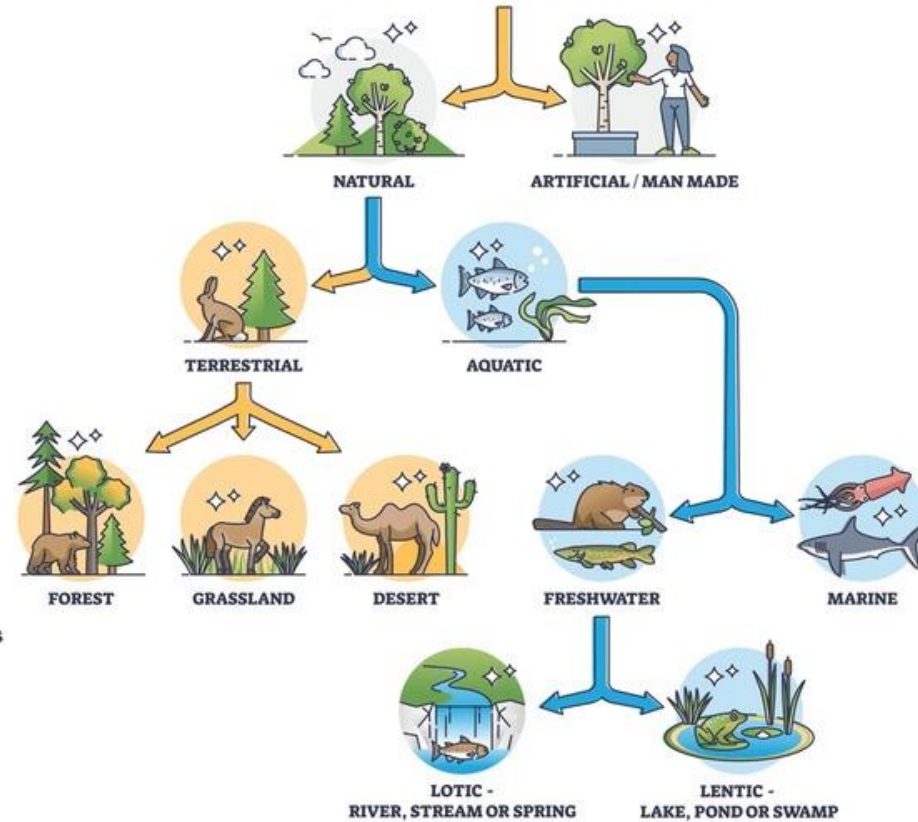 NATURAL
ARTIFICIAL / MAN MADE
TERRESTRIAL
AQUATIC
FOREST
GRASSLAND
DESERT
FRESHWATER
MARINE
LOTIC -
RIVER, STREAM OR SPRING
LENTIC -
LAKE, POND OR SWAMP